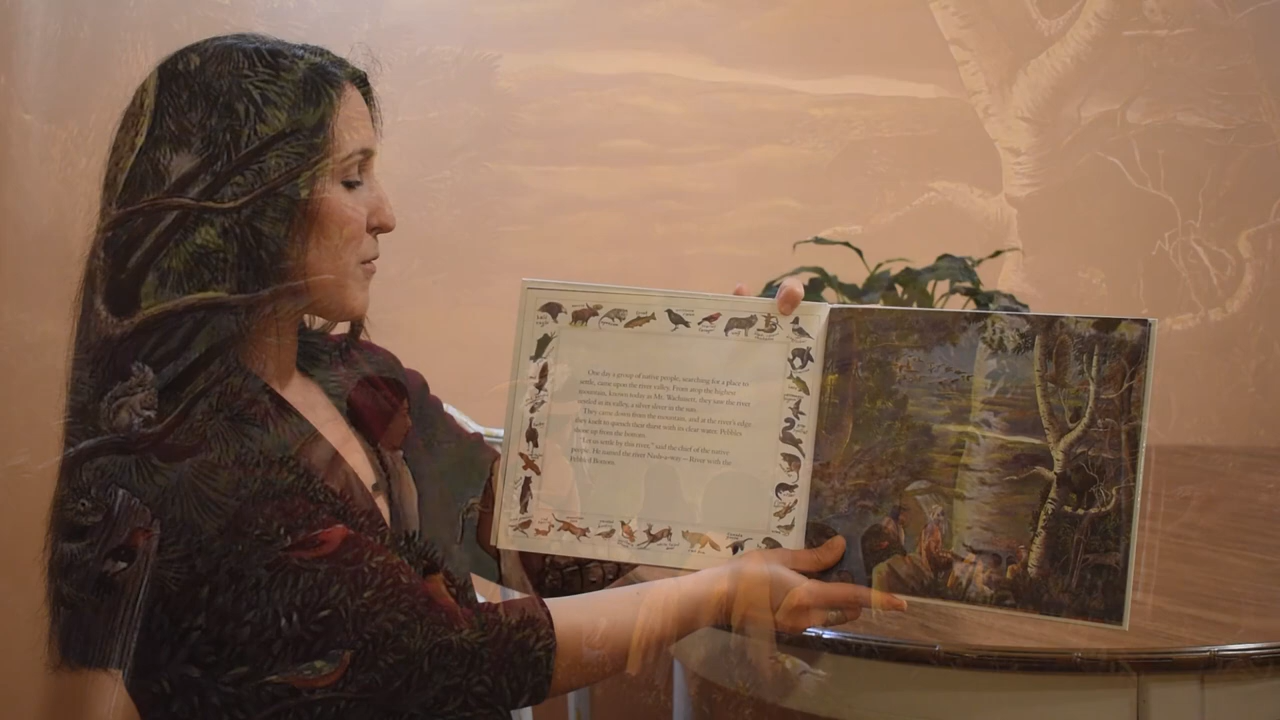 One day a group of native people, searching for a place to
settle, came upon the river valley. From atop the highest
mountain, known today as Mt. Wachusett, they saw the river
nestled in its valley, a silver sliver in the sun.
They came down from the mountain, and at the river's edge
they knelt to quench their thirst with its clear water. Pebbles
shone up from the bottom.
"Let us settle by this river," said the chief of the native
people. He named the river Nash-a-way—River with the
Pebbled Bottom.